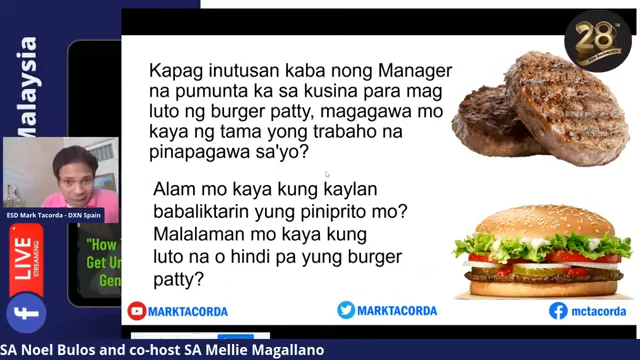 Malaysia
28
Kapag inutusan kaba nong Manager
na pumunta ka sa kusina para mag
luto ng burger patty, magagawa mo
kaya ng tama yong trabaho na
pinapagawa sa'yo?
Alam mo kaya kung kaylan
babaliktarin yung piniprito mo?
Malalaman mo kaya kung
luto na o hindi pa yung burger
patty?
ESD Mark Tacorda - DXN Spain
LIVE
STREAMING
f
"How
Get Un
Gen
MARKTACORDA
MARKTACORDA
mctacorda
SA Noel Bulos and co-host SA Mellie Magallano